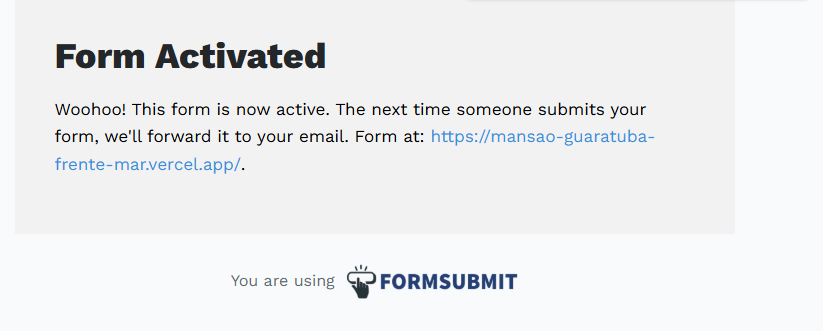 Form Activated
Woohoo! This form is now active. The next time someone submits your
form, we'll forward it to your email. Form at: https://mansao-guaratuba-
frente-mar.vercel.app/.
You are using FORMSUBMIT